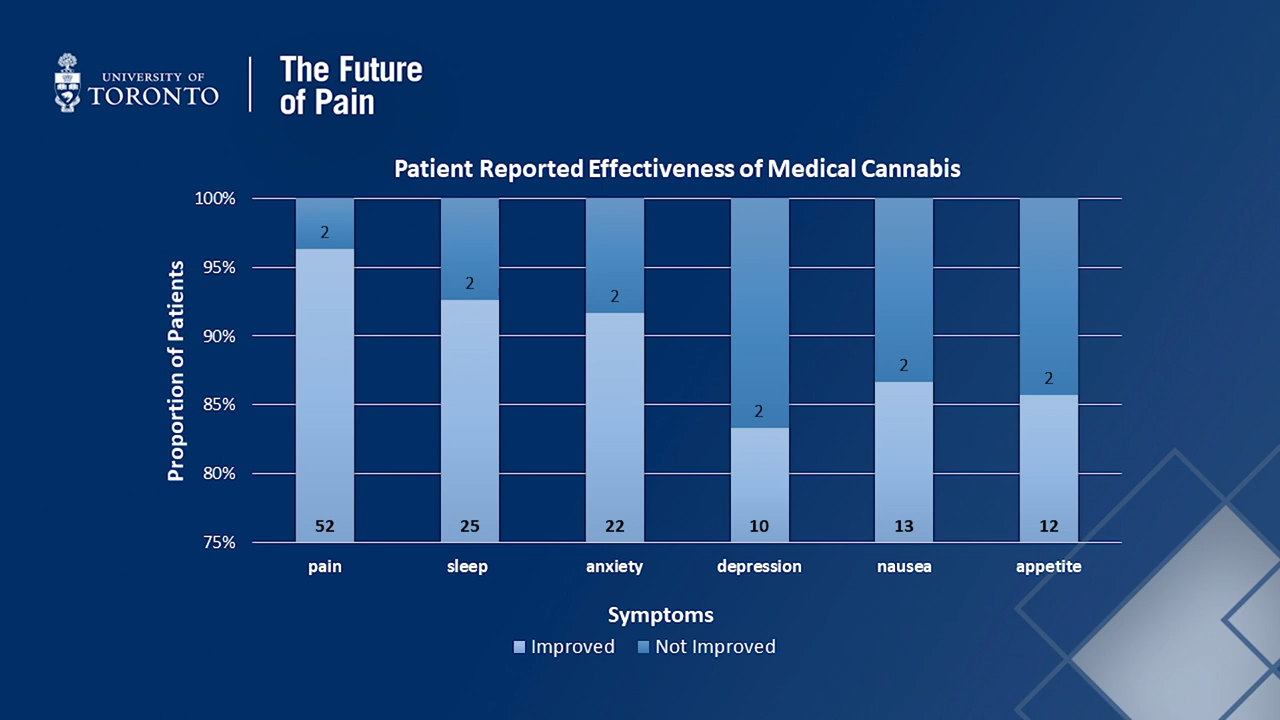 UNIVERSITY OF
TORONTO
The Future
of Pain
Patient Reported Effectiveness of Medical Cannabis
Proportion of Patients
100%
95%
90%
85%
80%
75%
2
2
2
2
2
2
52
25
22
10
13
12
pain
sleep
anxiety
depression
nausea
appetite
Symptoms
Improved
Not Improved